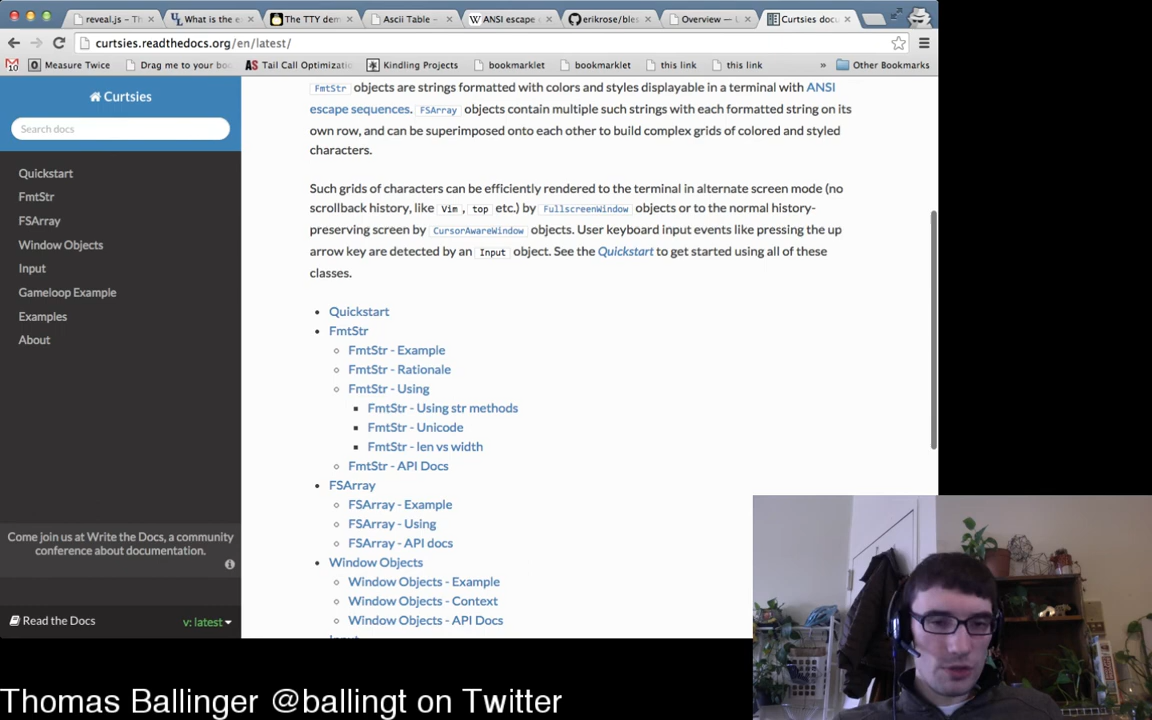 reveal.js
What is the e
The TTY dem
Ascii Table –
ANSI escape
erikrose/bles
Overview — L
Curtsies docu
curtsies.readthedocs.org/en/latest/
10
Measure Twice
Drag me to your bo
AS Tail Call Optimizati
Kindling Projects
bookmarklet
bookmarklet
this link
this link
»
Other Bookmarks
Curtsies
Search docs
Quickstart
FmtStr
FSArray
Window Objects
Input
Gameloop Example
Examples
About
Come join us at Write the Docs, a community
conference about documentation.
Read the Docs
v: latest
FmtStr objects are strings formatted with colors and styles displayable in a terminal with ANSI
escape sequences. FSArray objects contain multiple such strings with each formatted string on its
own row, and can be superimposed onto each other to build complex grids of colored and styled
characters.
Such grids of characters can be efficiently rendered to the terminal in alternate screen mode (no
scrollback history, like Vim, top etc.) by FullscreenWindow objects or to the normal history-
preserving screen by CursorAwareWindow objects. User keyboard input events like pressing the up
arrow key are detected by an Input object. See the Quickstart to get started using all of these
classes.
Quickstart
FmtStr
FmtStr - Example
FmtStr - Rationale
FmtStr - Using
FmtStr - Using str methods
FmtStr - Unicode
FmtStr - len vs width
FmtStr - API Docs
FSArray
FSArray - Example
FSArray - Using
FSArray - API docs
Window Objects
Window Objects - Example
Window Objects - Context
Window Objects - API Docs
Thomas Ballinger @ballingt on Twitter